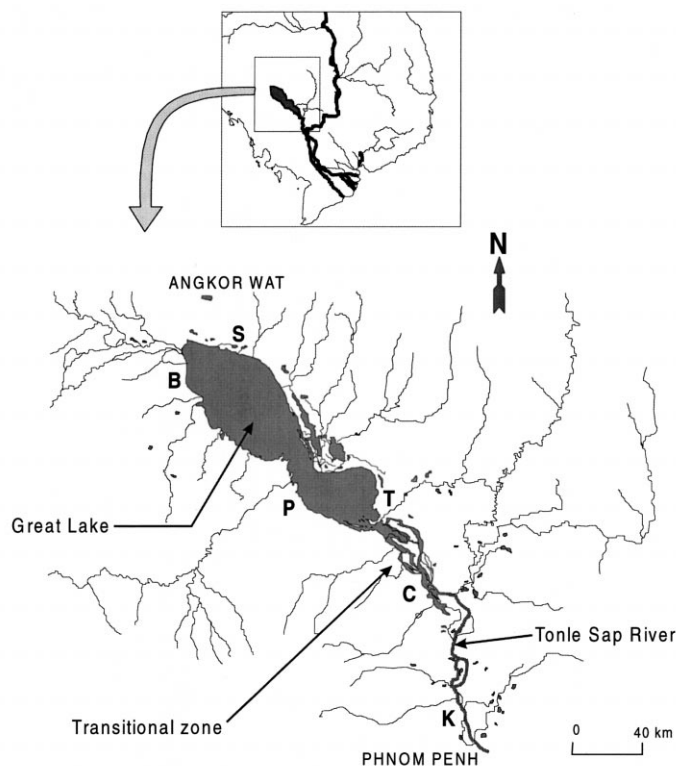 N
ANGKOR WAT
S
B
T
P
Great Lake
C
Tonle Sap River
K
0 40 km
Transitional zone
PHNOM PENH